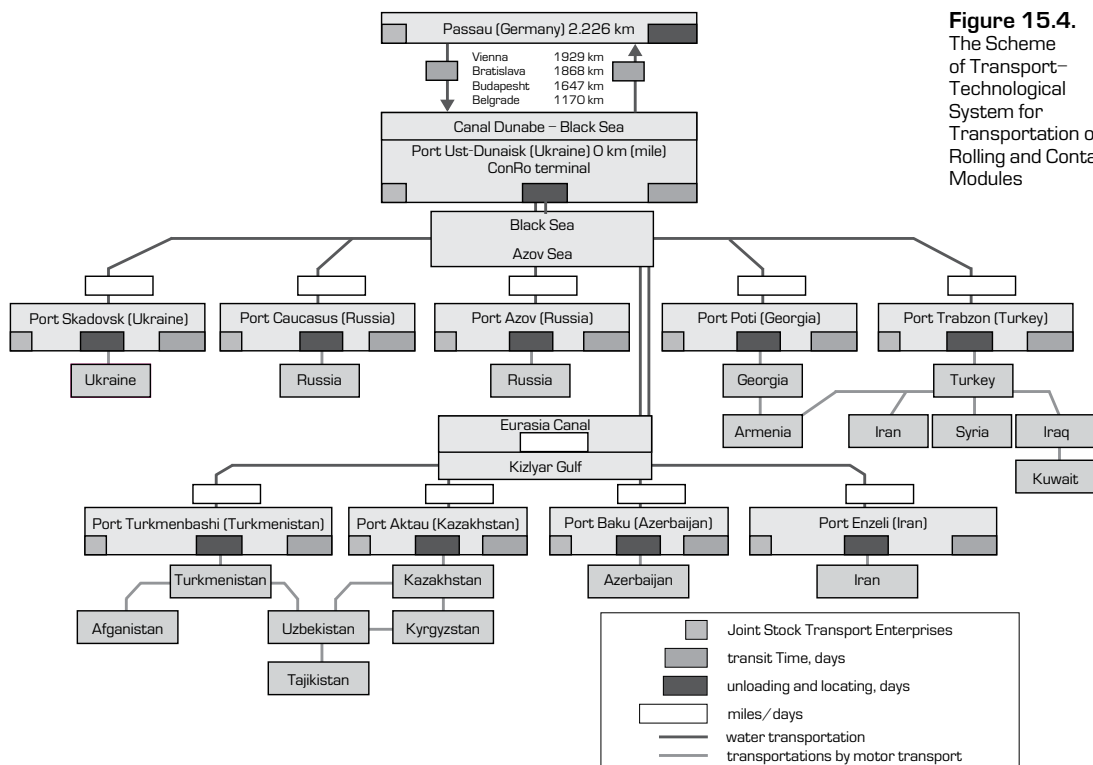 Passau (Germany) 2.226 km
Vienna 1929 km
Bratislava 1868 km
Budapesht 1647 km
Belgrade 1170 km
Canal Dunabe – Black Sea
Port Ust-Dunaisk (Ukraine) 0 km (mile)
ConRo terminal
Figure 15.4.
The Scheme
of Transport–
Technological
System for
Transportation o
Rolling and Conta
Modules
Black Sea
Azov Sea
Port Skadovsk (Ukraine)
Port Caucasus (Russia)
Port Azov (Russia)
Port Poti (Georgia)
Port Trabzon (Turkey)
Ukraine
Russia
Russia
Georgia
Turkey
Armenia
Iran
Syria
Iraq
Kuwait
Eurasia Canal
Kizlyar Gulf
Port Turkmenbashi (Turkmenistan)
Port Aktau (Kazakhstan)
Port Baku (Azerbaijan)
Port Enzeli (Iran)
Turkmenistan
Kazakhstan
Azerbaijan
Iran
Afganistan
Uzbekistan
Kyrgyzstan
Tajikistan
Joint Stock Transport Enterprises
transit Time, days
unloading and locating, days
miles/days
water transportation
transportations by motor transport